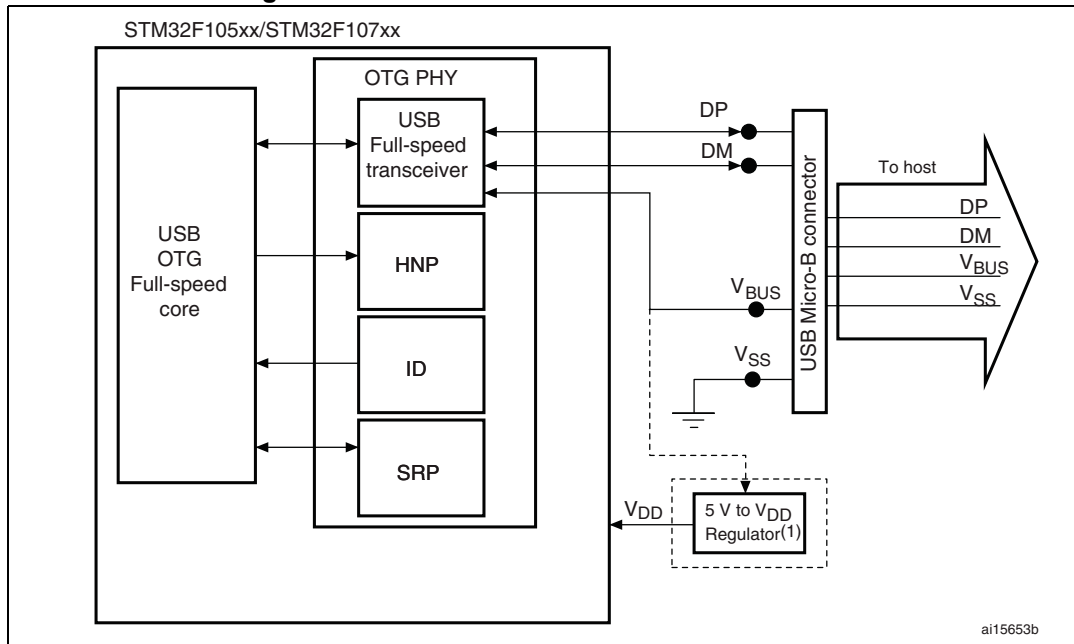 STM32F105xx/STM32F107xx
OTG PHY
USB
Full-speed
transceiver
HNP
ID
SRP
USB
OTG
Full-speed
core
DP
DM
VBUS
VSS
USB Micro-B connector
To host
DP
DM
VBUS
VSS
VDD
5 V to VDD
Regulator(1)
ai15653b